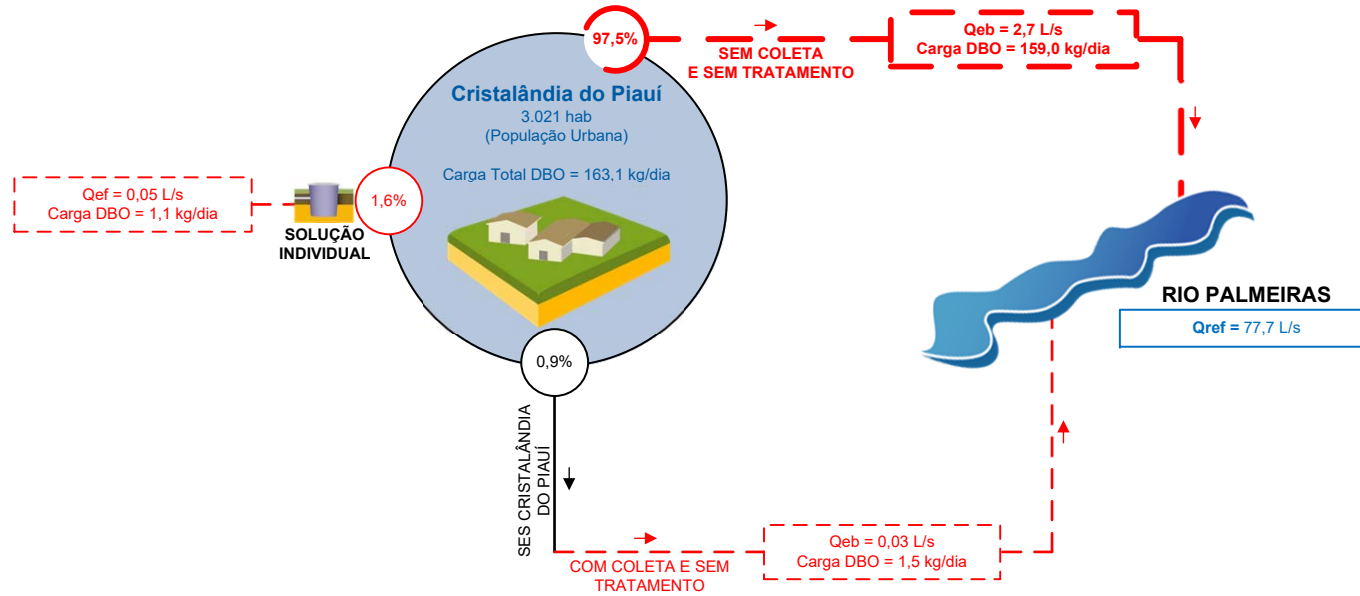 97,5%
SEM COLETA
E SEM TRATAMENTO
Qeb = 2,7 L/s
Carga DBO = 159,0 kg/dia
Cristalândia do Piauí
3.021 hab
(População Urbana)
Carga Total DBO = 163,1 kg/dia
Qef = 0,05 L/s
Carga DBO = 1,1 kg/dia
SOLUÇÃO
INDIVIDUAL
1,6%
RIO PALMEIRAS
Qref = 77,7 L/s
0,9%
SES CRISTALÂNDIA
DO PIAUÍ
COM COLETA E SEM
TRATAMENTO
Qeb = 0,03 L/s
Carga DBO = 1,5 kg/dia